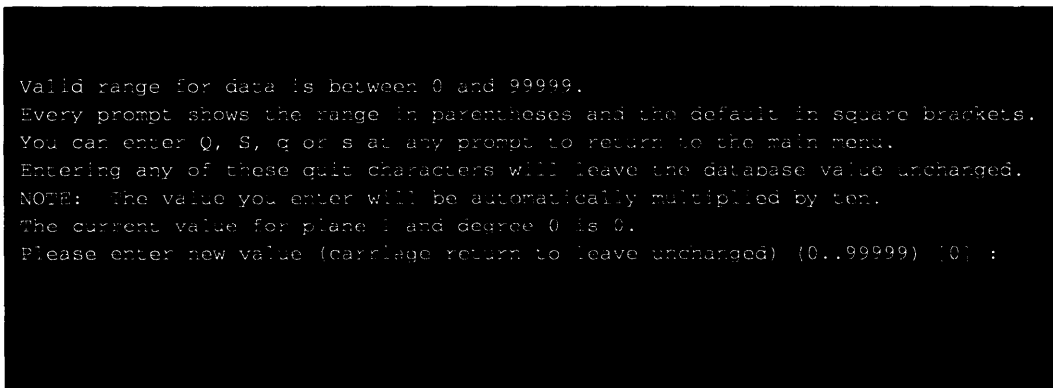 Valid range for data is between 0 and 99999.
Every prompt shows the range in parentheses and the default in square brackets.
You can enter Q, S, q or s at any prompt to return to the main menu.
Entering any of these quit characters will leave the database value unchanged.
NOTE:  The value you enter will be automatically multiplied by ten.
The current value for plane 1 and degree 0 is 0.
Please enter new value (carriage return to leave unchanged) (0..99999) [0] :